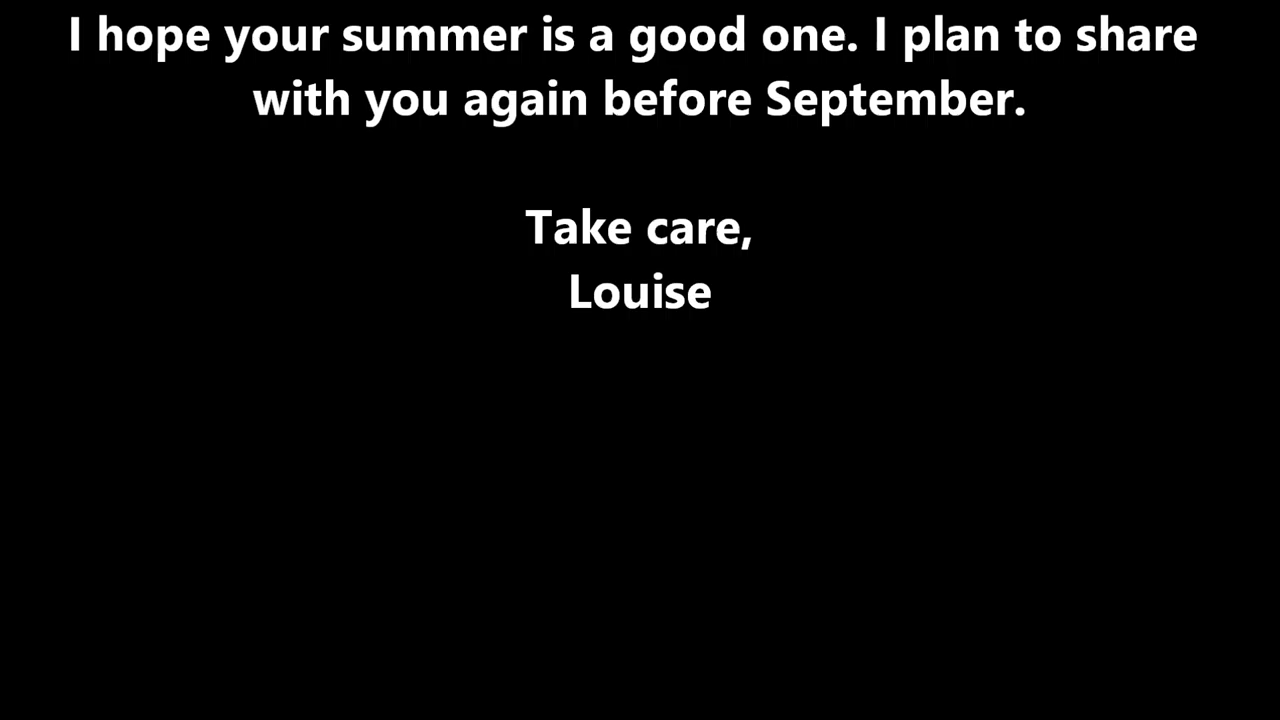 I hope your summer is a good one. I plan to share
with you again before September.
Take care,
Louise